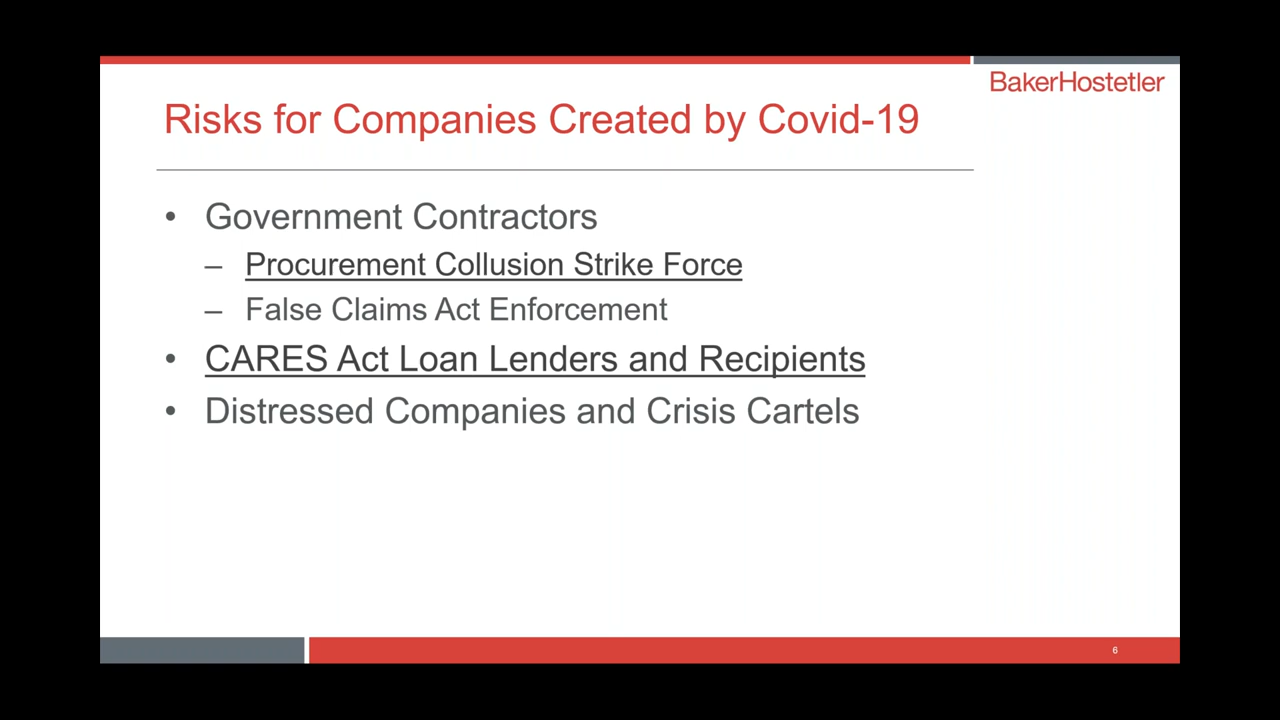 BakerHostetler
Risks for Companies Created by Covid-19
• Government Contractors
– Procurement Collusion Strike Force
– False Claims Act Enforcement
• CARES Act Loan Lenders and Recipients
• Distressed Companies and Crisis Cartels
6